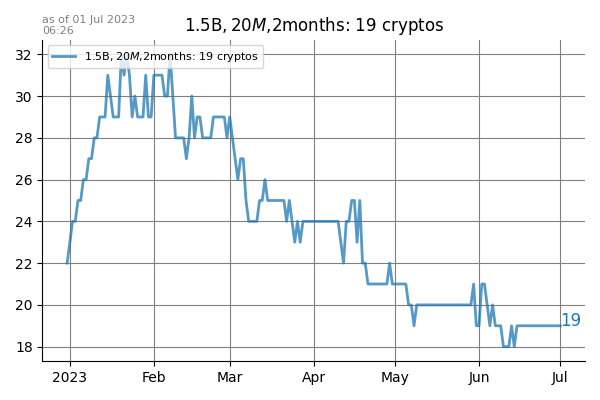 as of 01 Jul 2023
06:26
1.5B, 20M,2months: 19 cryptos
1.5B, 20M,2months: 19 cryptos
32
30
28
26
24
22
20
18
19
2023 Feb Mar Apr May Jun Jul